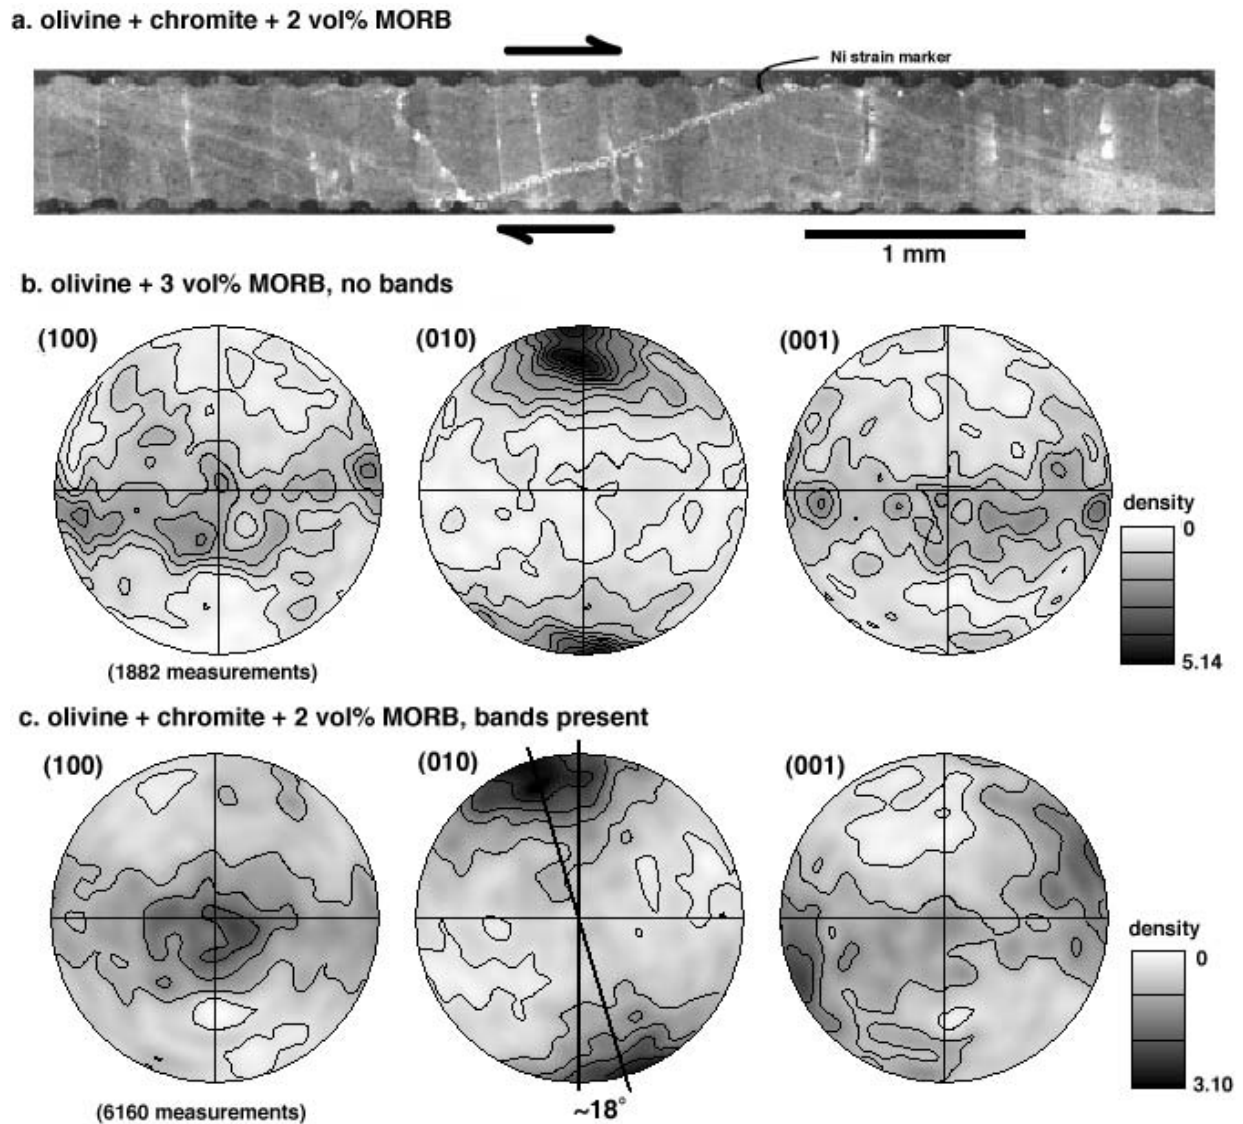 a. olivine + chromite + 2 vol% MORB
Ni strain marker
1 mm
b. olivine + 3 vol% MORB, no bands
(100)
(010)
(001)
density
0
5.14
(1882 measurements)
c. olivine + chromite + 2 vol% MORB, bands present
(100)
(010)
(001)
density
0
3.10
~18°
(6160 measurements)